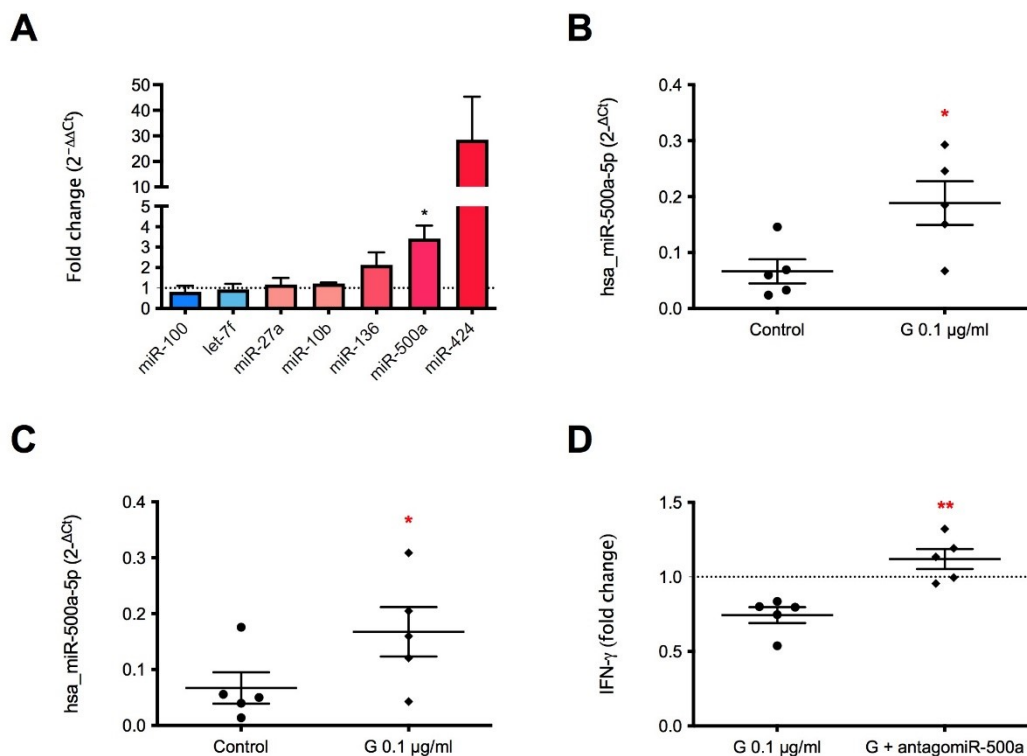 A
Fold change (2⁻ΔΔCt)
50
40
30
20
10
5
4
3
2
1
0
*
miR-100
let-7f
miR-27a
miR-10b
miR-136
miR-500a
miR-424
B
hsa_miR-500a-5p (2-ΔCt)
0.4
0.3
0.2
0.1
0.0
*
Control
G 0.1 µg/ml
C
hsa_miR-500a-5p (2-ΔCt)
0.4
0.3
0.2
0.1
0.0
*
Control
G 0.1 µg/ml
D
IFN-γ (fold change)
1.5
1.0
0.5
0.0
**
G 0.1 µg/ml
G + antagomiR-500a